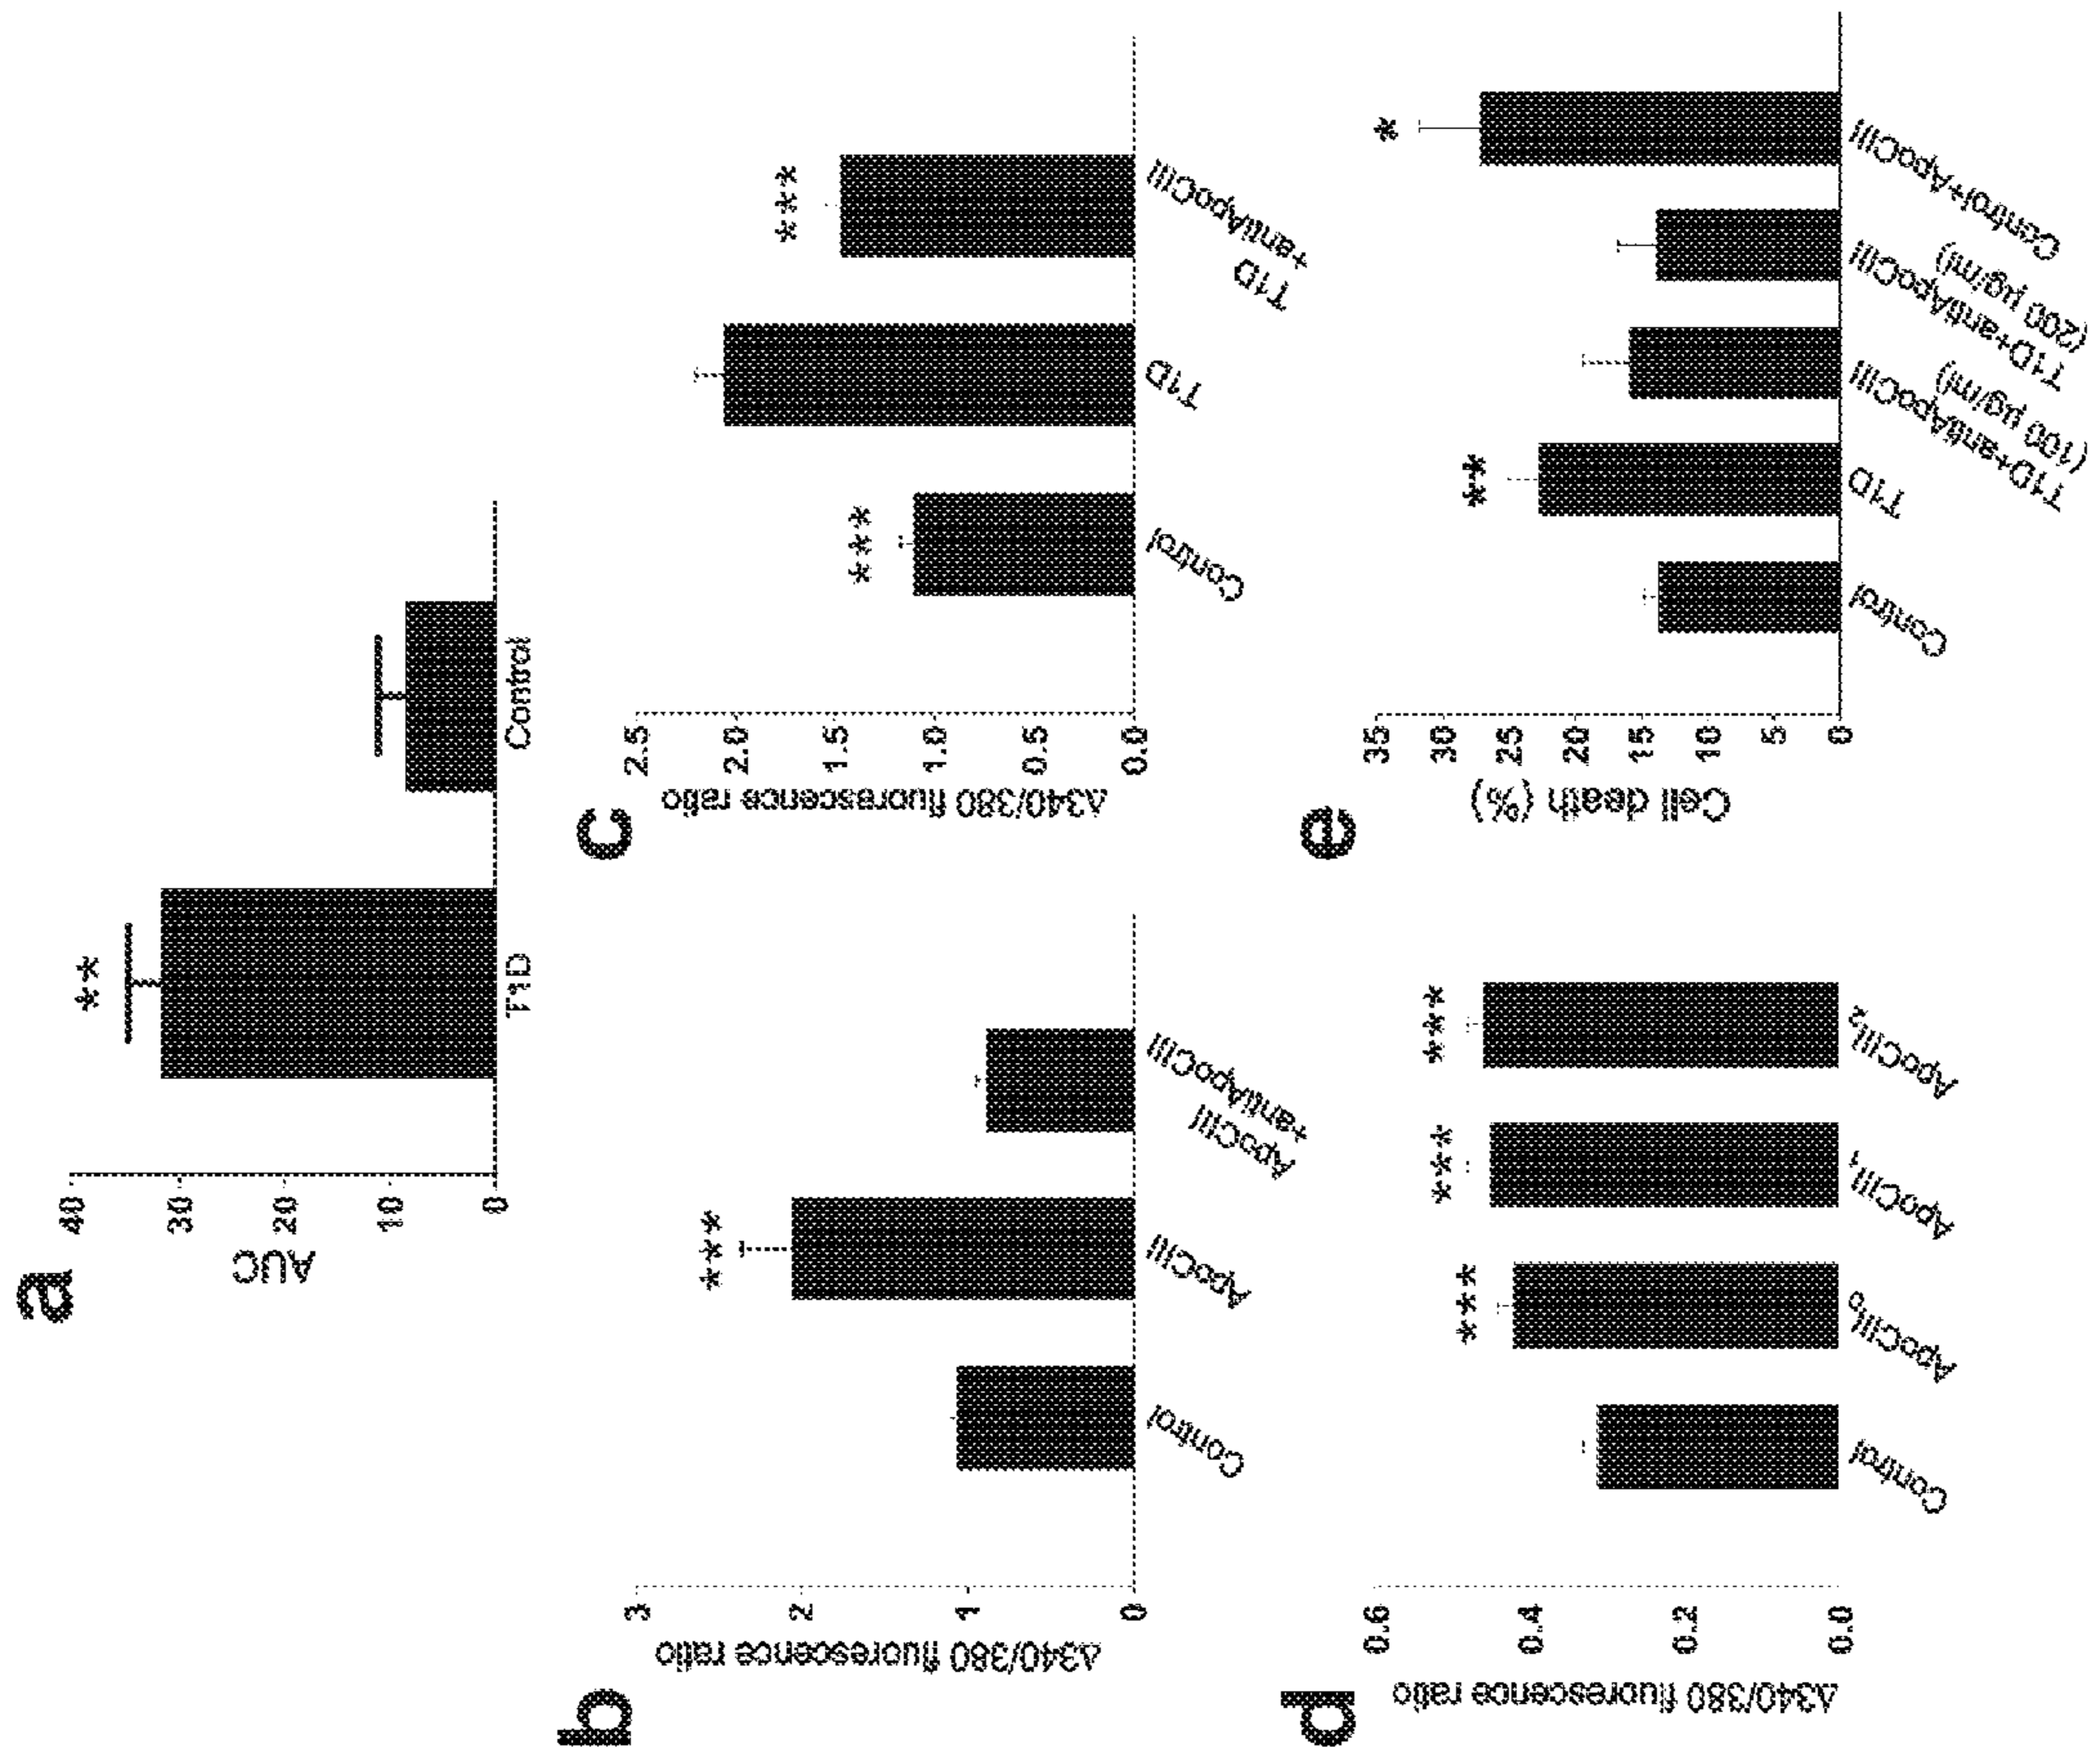 a
AUC
40
30
20
10
0
**
T1D
Control
b
Δ340/380 fluorescence ratio
3
2
1
0
***
Control
ApoCIII
ApoCIII
+antiApoCIII
c
Δ340/380 fluorescence ratio
2.5
2.0
1.5
1.0
0.5
0.0
***
***
Control
T1D
T1D
+antiApoCIII
d
Δ340/380 fluorescence ratio
0.6
0.4
0.2
0.0
***
***
***
Control
ApoCIII₀
ApoCIII₁
ApoCIII₂
e
Cell death (%)
35
30
25
20
15
10
5
0
**
*
Control
T1D
T1D+antiApoCIII
(100 µg/ml)
T1D+antiApoCIII
(200 µg/ml)
Control+ApoCIII